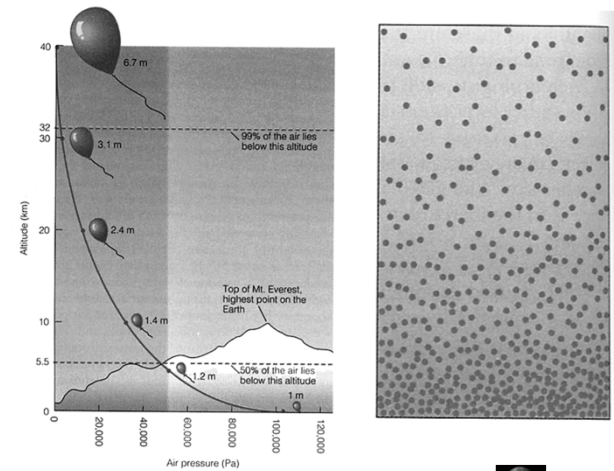 40
6.7 m
32
99% of the air lies
below this altitude
30
3.1 m
Altitude (km)
20
2.4 m
Top of Mt. Everest,
highest point on the
Earth
10
1.4 m
5.5
50% of the air lies
below this altitude
1.2 m
1 m
0
0
20,000
40,000
60,000
80,000
100,000
120,000
Air pressure (Pa)